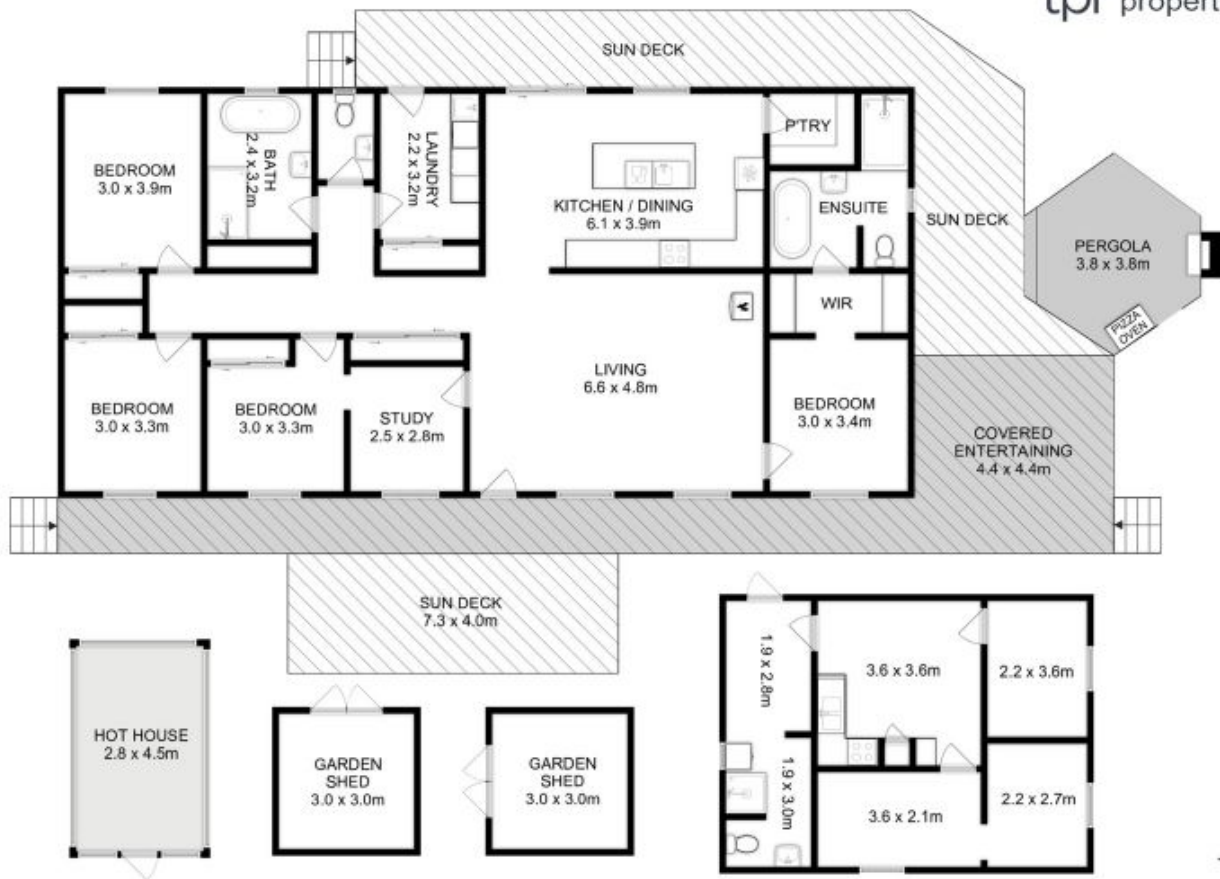 SUN DECK
BEDROOM
3.0 x 3.9m
BATH
2.4 x 3.2m
LAUNDRY
2.2 x 3.2m
KITCHEN / DINING
6.1 x 3.9m
P'TRY
ENSUITE
SUN DECK
PERGOLA
3.8 x 3.8m
PIZZA
OVEN
WIR
LIVING
6.6 x 4.8m
BEDROOM
3.0 x 3.3m
BEDROOM
3.0 x 3.3m
STUDY
2.5 x 2.8m
BEDROOM
3.0 x 3.4m
COVERED
ENTERTAINING
4.4 x 4.4m
SUN DECK
7.3 x 4.0m
HOT HOUSE
2.8 x 4.5m
GARDEN
SHED
3.0 x 3.0m
GARDEN
SHED
3.0 x 3.0m
1.9 x 2.8m
3.6 x 3.6m
2.2 x 3.6m
1.9 x 3.0m
3.6 x 2.1m
2.2 x 2.7m